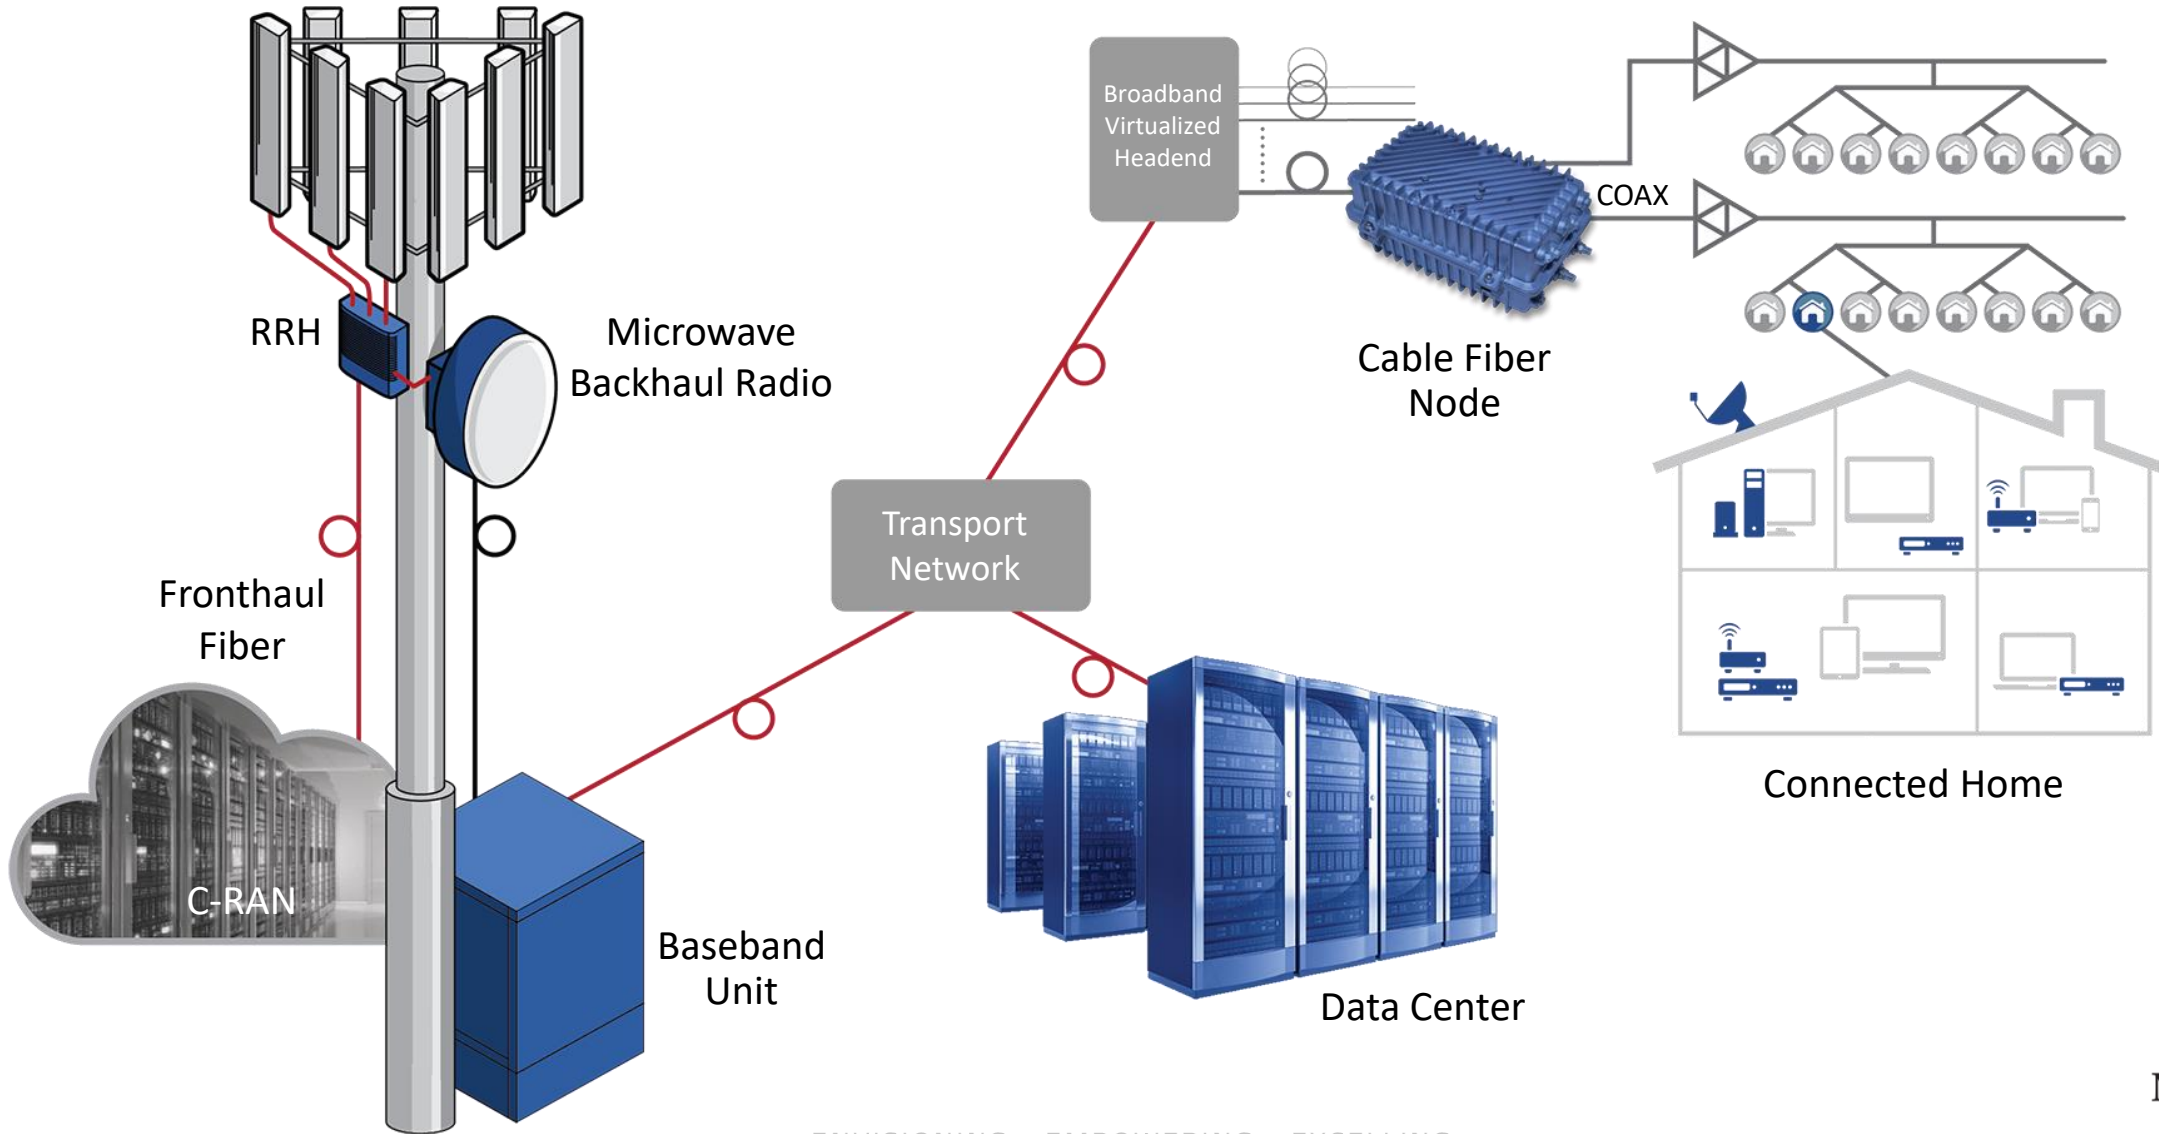 Broadband
Virtualized
Headend
COAX
RRH
Microwave
Backhaul Radio
Cable Fiber
Node
Transport
Network
Fronthaul
Fiber
Connected Home
C-RAN
Baseband
Unit
Data Center